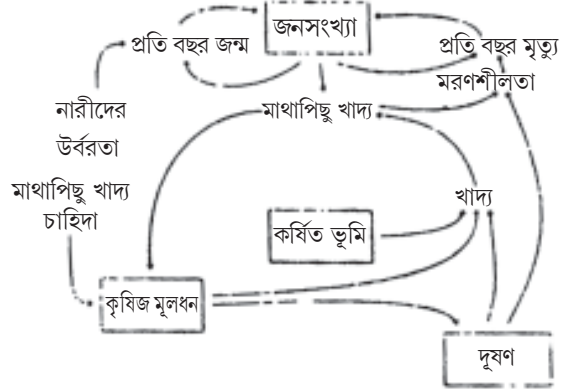 জনসংখ্যা
প্রতি বছর জন্ম
প্রতি বছর মৃত্যু
মরণশীলতা
নারীদের
উর্বরতা
মাথাপিছু খাদ্য
মাথাপিছু খাদ্য
চাহিদা
খাদ্য
কর্ষিত ভূমি
কৃষিজ মূলধন
দূষণ